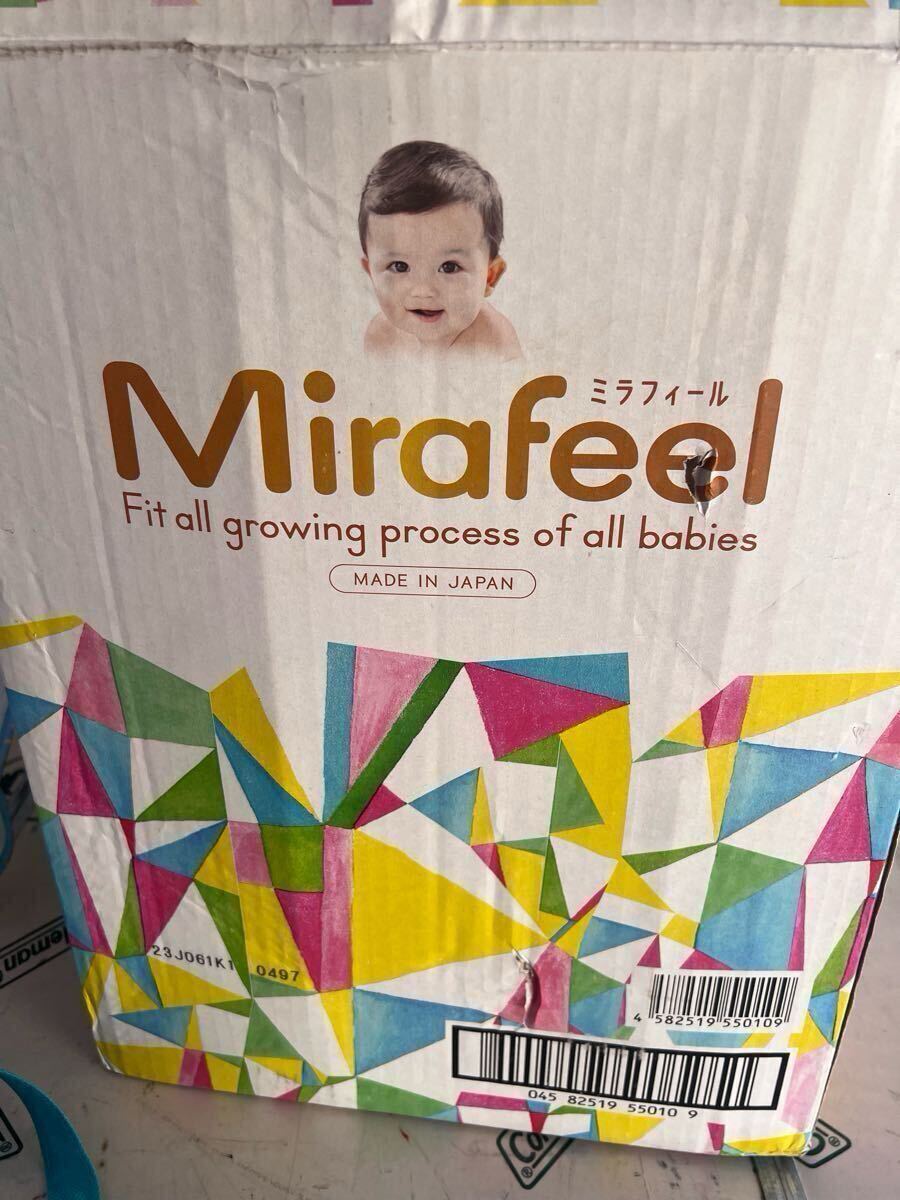 ミラフィール
Mirafeel
Fit all growing process of all babies
MADE IN JAPAN
23J061K1 0497
4 582519 550109
045 82519 55010 9